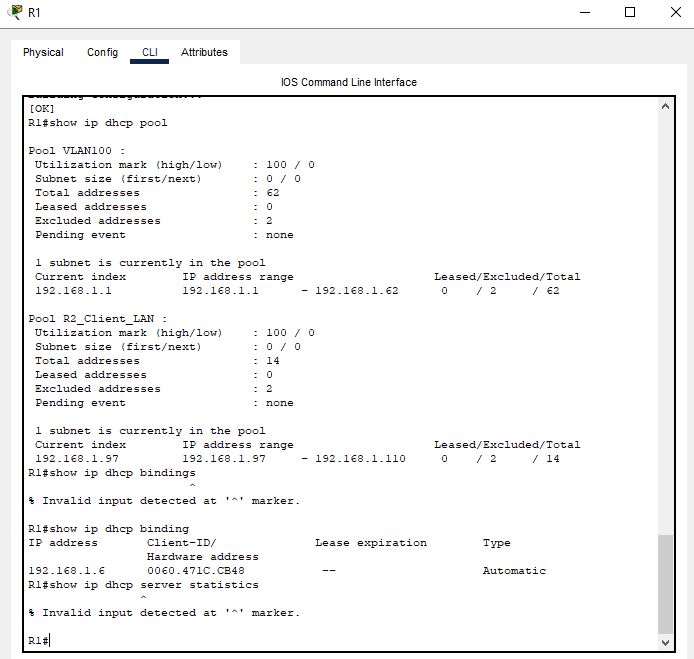 R1
Physical Config CLI Attributes
IOS Command Line Interface
[OK]
R1#show ip dhcp pool
Pool VLAN100 :
Utilization mark (high/low) : 100 / 0
Subnet size (first/next) : 0 / 0
Total addresses : 62
Leased addresses : 0
Excluded addresses : 2
Pending event : none
1 subnet is currently in the pool
Current index IP address range Leased/Excluded/Total
192.168.1.1 192.168.1.1 - 192.168.1.62 0 / 2 / 62
Pool R2_Client_LAN :
Utilization mark (high/low) : 100 / 0
Subnet size (first/next) : 0 / 0
Total addresses : 14
Leased addresses : 0
Excluded addresses : 2
Pending event : none
1 subnet is currently in the pool
Current index IP address range Leased/Excluded/Total
192.168.1.97 192.168.1.97 - 192.168.1.110 0 / 2 / 14
R1#show ip dhcp bindings
^
% Invalid input detected at '^' marker.
R1#show ip dhcp binding
IP address Client-ID/ Lease expiration Type
Hardware address
192.168.1.6 0060.471C.CB48 -- Automatic
R1#show ip dhcp server statistics
^
% Invalid input detected at '^' marker.
R1#